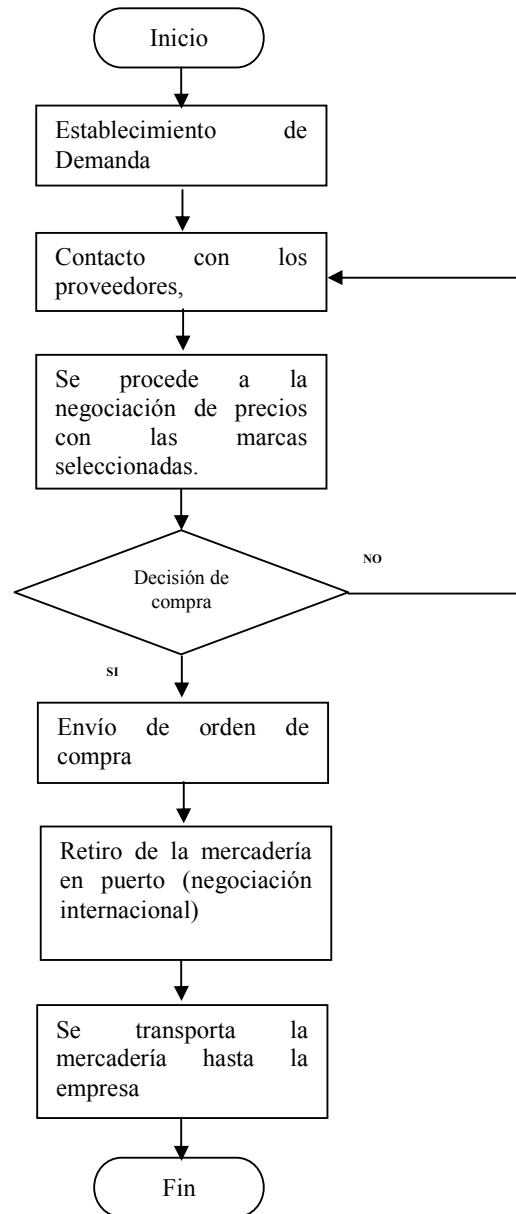 Inicio
Establecimiento de
Demanda
Contacto con los
proveedores,
Se procede a la
negociación de precios
con las marcas
seleccionadas.
Decisión de
compra
NO
SI
Envío de orden de
compra
Retiro de la mercadería
en puerto (negociación
internacional)
Se transporta la
mercadería hasta la
empresa
Fin